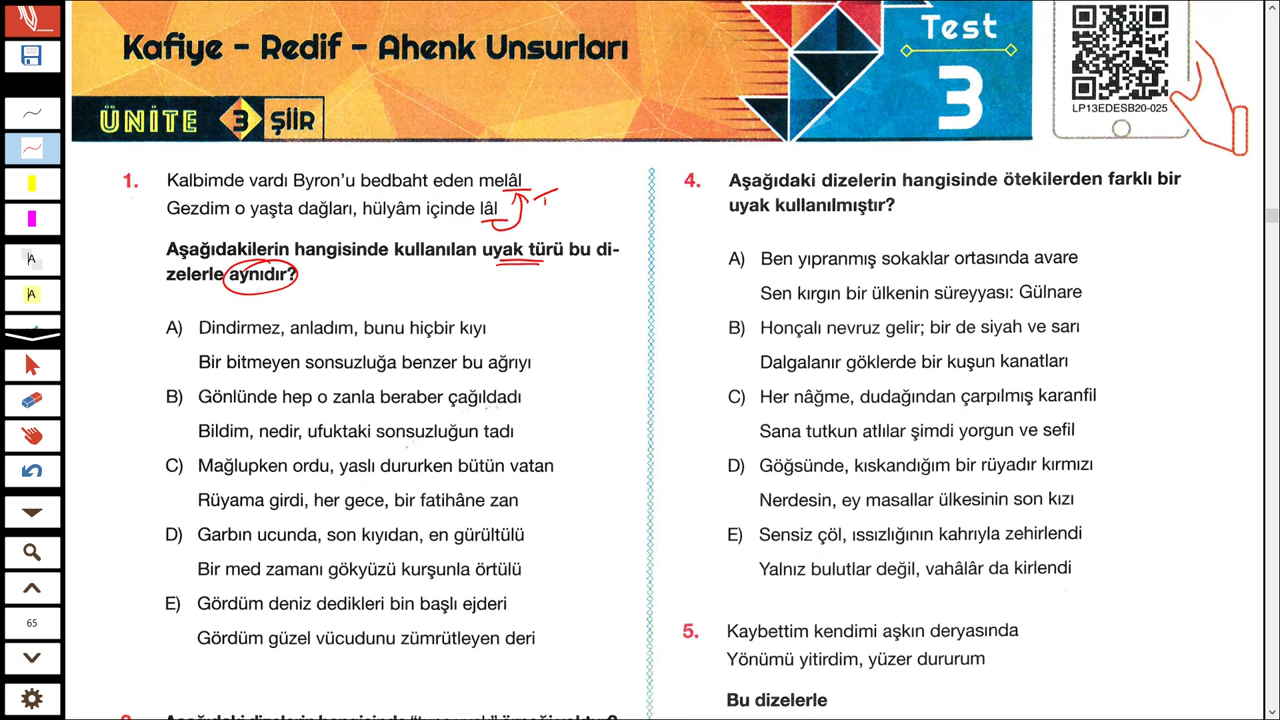 Kafiye – Redif – Ahenk Unsurları
ÜNİTE 3 ŞİİR
Test
3
LP13EDESB20-025
1. Kalbimde vardı Byron'u bedbaht eden melâl
Gezdim o yaşta dağları, hülyâm içinde lâl
T
Aşağıdakilerin hangisinde kullanılan uyak türü bu di-
zelerle aynıdır?
A) Dindirmez, anladım, bunu hiçbir kıyı
Bir bitmeyen sonsuzluğa benzer bu ağrıyı
B) Gönlünde hep o zanla beraber çağıldadı
Bildim, nedir, ufuktaki sonsuzluğun tadı
C) Mağlupken ordu, yaslı dururken bütün vatan
Rüyama girdi, her gece, bir fatihâne zan
D) Garbın ucunda, son kıyıdan, en gürültülü
Bir med zamanı gökyüzü kurşunla örtülü
E) Gördüm deniz dedikleri bin başlı ejderi
Gördüm güzel vücudunu zümrütleyen deri
4. Aşağıdaki dizelerin hangisinde ötekilerden farklı bir
uyak kullanılmıştır?
A) Ben yıpranmış sokaklar ortasında avare
Sen kırgın bir ülkenin süreyyası: Gülnare
B) Honçalı nevruz gelir; bir de siyah ve sarı
Dalgalanır göklerde bir kuşun kanatları
C) Her nâğme, dudağından çarpılmış karanfil
Sana tutkun atlılar şimdi yorgun ve sefil
D) Göğsünde, kıskandığım bir rüyadır kırmızı
Nerdesin, ey masallar ülkesinin son kızı
E) Sensiz çöl, ıssızlığının kahrıyla zehirlendi
Yalnız bulutlar değil, vahâlâr da kirlendi
5. Kaybettim kendimi aşkın deryasında
Yönümü yitirdim, yüzer dururum
Bu dizelerle
A
A
65